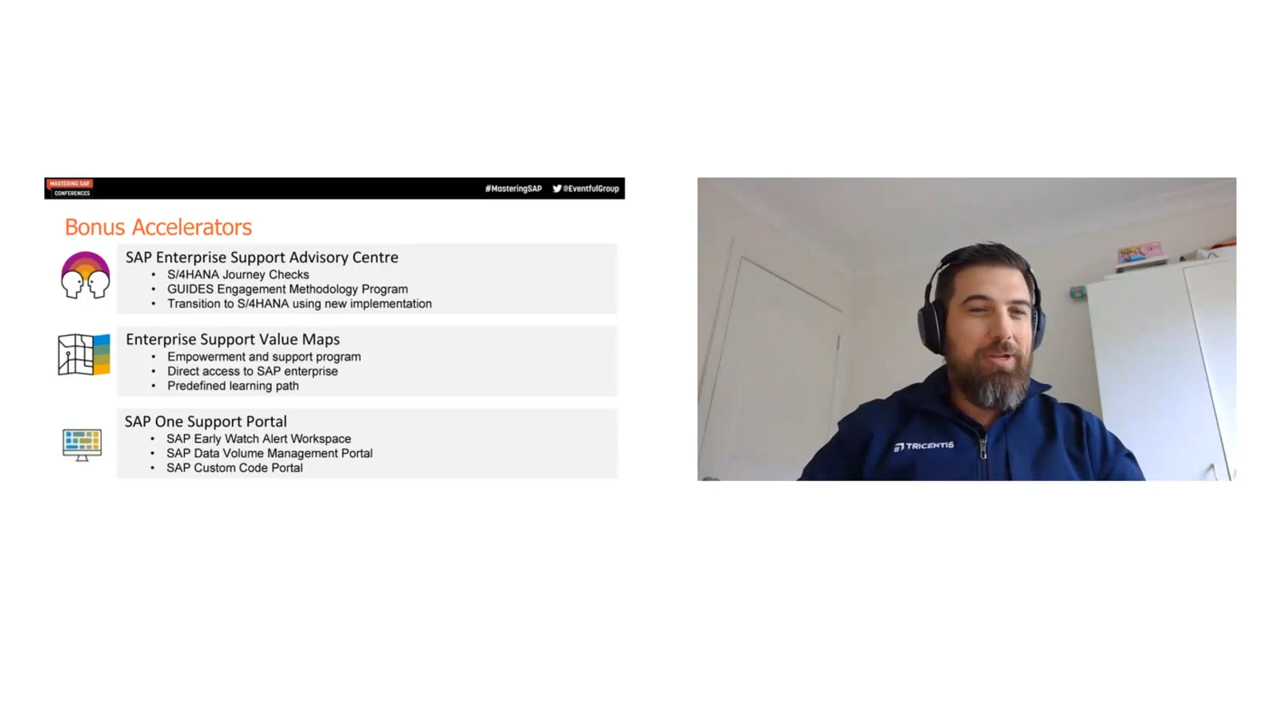 MASTERING SAP
CONFERENCES
#MasteringSAP
@EventfulGroup
Bonus Accelerators
SAP Enterprise Support Advisory Centre
• S/4HANA Journey Checks
• GUIDES Engagement Methodology Program
• Transition to S/4HANA using new implementation
Enterprise Support Value Maps
• Empowerment and support program
• Direct access to SAP enterprise
• Predefined learning path
SAP One Support Portal
• SAP Early Watch Alert Workspace
• SAP Data Volume Management Portal
• SAP Custom Code Portal
TRICENTIS